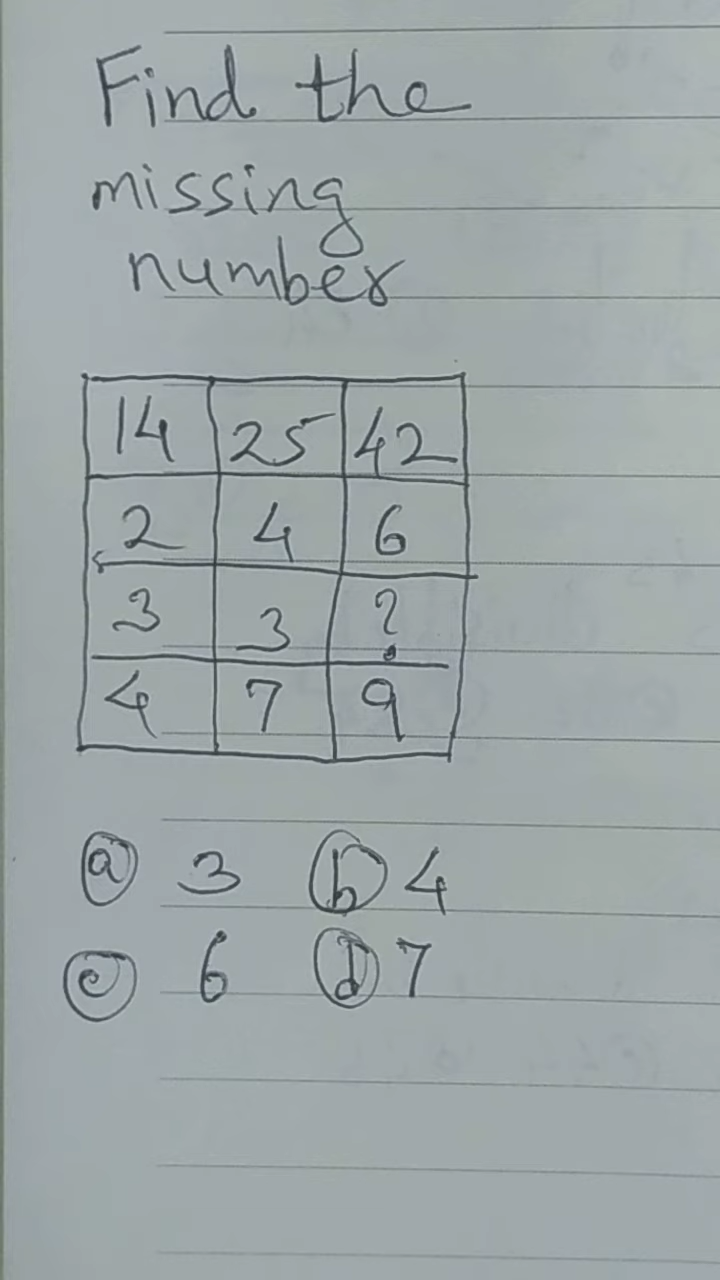 Find the
missing
number
14 25 42
2 4 6
3 3 ?
4 7 9
a 3 b 4
c 6 d 7